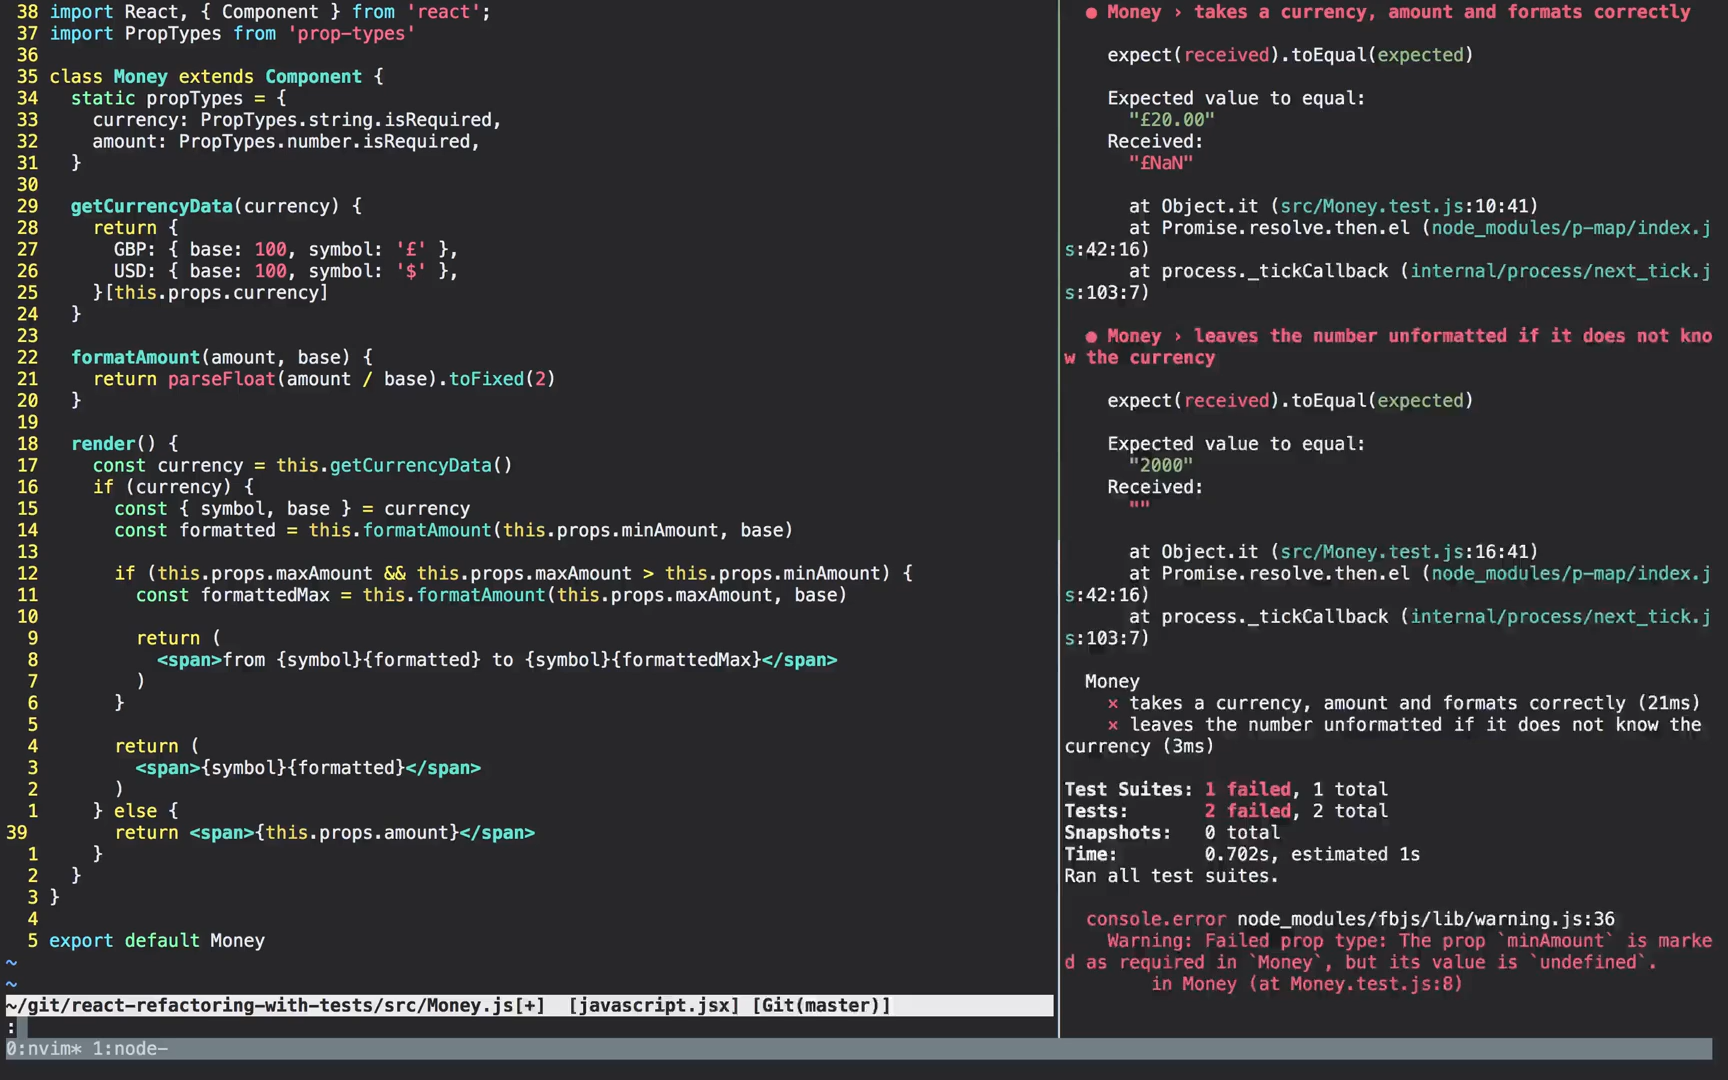 38 import React, { Component } from 'react';
37 import PropTypes from 'prop-types'
36
35 class Money extends Component {
34   static propTypes = {
33     currency: PropTypes.string.isRequired,
32     amount: PropTypes.number.isRequired,
31   }
30
29   getCurrencyData(currency) {
28     return {
27       GBP: { base: 100, symbol: '£' },
26       USD: { base: 100, symbol: '$' },
25     }[this.props.currency]
24   }
23
22   formatAmount(amount, base) {
21     return parseFloat(amount / base).toFixed(2)
20   }
19
18   render() {
17     const currency = this.getCurrencyData()
16     if (currency) {
15       const { symbol, base } = currency
14       const formatted = this.formatAmount(this.props.minAmount, base)
13
12       if (this.props.maxAmount && this.props.maxAmount > this.props.minAmount) {
11         const formattedMax = this.formatAmount(this.props.maxAmount, base)
10
9         return (
8           <span>from {symbol}{formatted} to {symbol}{formattedMax}</span>
7         )
6       }
5
4       return (
3         <span>{symbol}{formatted}</span>
2       )
1     } else {
39       return <span>{this.props.amount}</span>
1     }
2   }
3 }
4
5 export default Money
~
~
~/git/react-refactoring-with-tests/src/Money.js[+]  [javascript.jsx] [Git(master)]
:
0:nvim* 1:node-
● Money › takes a currency, amount and formats correctly
expect(received).toEqual(expected)
Expected value to equal:
"£20.00"
Received:
"£NaN"
at Object.it (src/Money.test.js:10:41)
at Promise.resolve.then.el (node_modules/p-map/index.j
s:42:16)
at process._tickCallback (internal/process/next_tick.j
s:103:7)
● Money › leaves the number unformatted if it does not kno
w the currency
expect(received).toEqual(expected)
Expected value to equal:
"2000"
Received:
""
at Object.it (src/Money.test.js:16:41)
at Promise.resolve.then.el (node_modules/p-map/index.j
s:42:16)
at process._tickCallback (internal/process/next_tick.j
s:103:7)
Money
× takes a currency, amount and formats correctly (21ms)
× leaves the number unformatted if it does not know the
currency (3ms)
Test Suites: 1 failed, 1 total
Tests:       2 failed, 2 total
Snapshots:   0 total
Time:        0.702s, estimated 1s
Ran all test suites.
console.error node_modules/fbjs/lib/warning.js:36
Warning: Failed prop type: The prop `minAmount` is marke
d as required in `Money`, but its value is `undefined`.
in Money (at Money.test.js:8)